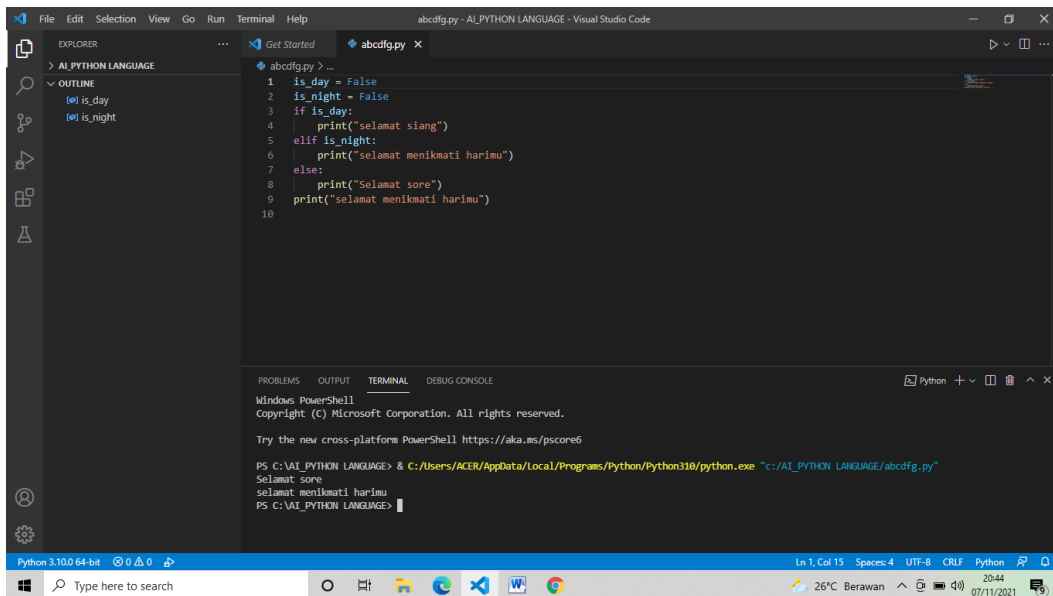 File Edit Selection View Go Run Terminal Help abcdfg.py - AI_PYTHON LANGUAGE - Visual Studio Code
EXPLORER
Get Started
abcdfg.py
AI_PYTHON LANGUAGE
OUTLINE
is_day
is_night
abcdfg.py > ...
1 is_day = False
2 is_night = False
3 if is_day:
4     print("selamat siang")
5 elif is_night:
6     print("selamat menikmati harimu")
7 else:
8     print("Selamat sore")
9 print("selamat menikmati harimu")
10
PROBLEMS OUTPUT TERMINAL DEBUG CONSOLE
Python
Windows PowerShell
Copyright (C) Microsoft Corporation. All rights reserved.
Try the new cross-platform PowerShell https://aka.ms/pscore6
PS C:\AI_PYTHON LANGUAGE> & C:/Users/ACER/AppData/Local/Programs/Python/Python310/python.exe "c:/AI_PYTHON LANGUAGE/abcdfg.py"
Selamat sore
selamat menikmati harimu
PS C:\AI_PYTHON LANGUAGE>
Python 3.10.0 64-bit 0 0 Ln 1, Col 15 Spaces: 4 UTF-8 CRLF Python
Type here to search
26°C Berawan
20:44
07/11/2021
9